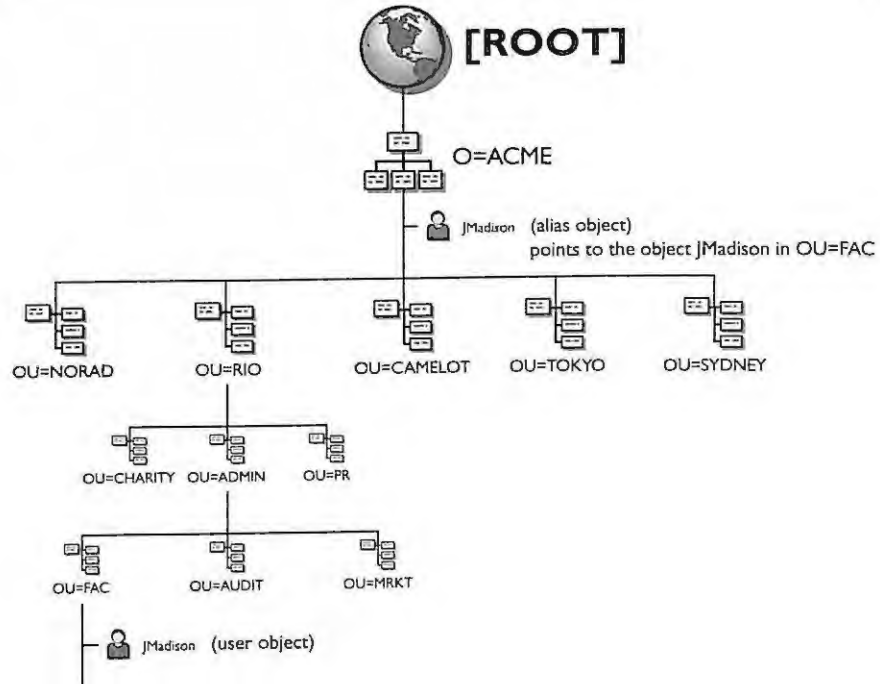 [ROOT]
O=ACME
JMadison (alias object)
points to the object JMadison in OU=FAC
OU=NORAD OU=RIO OU=CAMELOT OU=TOKYO OU=SYDNEY
OU=CHARITY OU=ADMIN OU=PR
OU=FAC OU=AUDIT OU=MRKT
JMadison (user object)